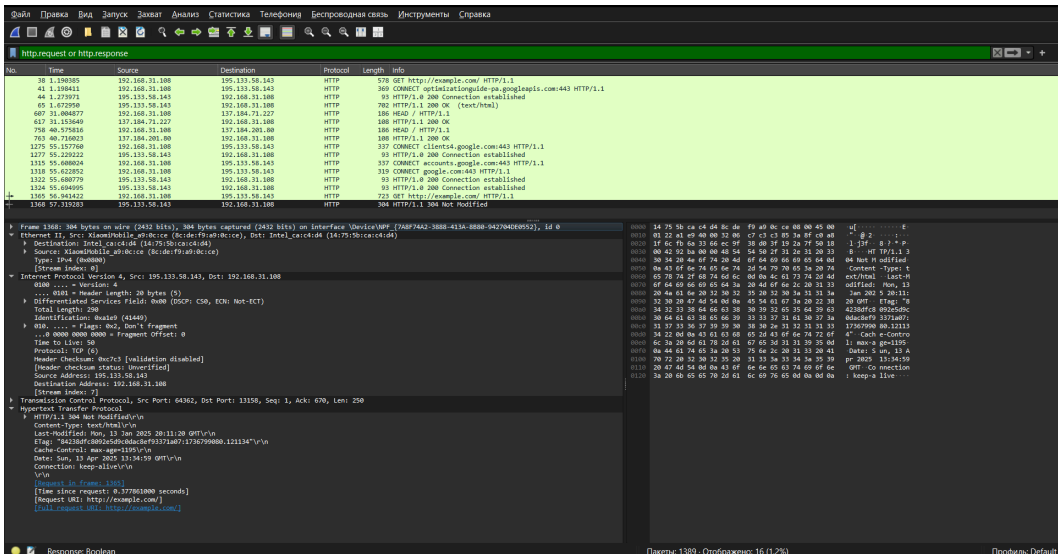 Файл Правка Вид Запуск Захват Анализ Статистика Телефония Беспроводная связь Инструменты Справка
http.request or http.response
No. Time Source Destination Protocol Length Info
38 1.190385 192.168.31.108 195.133.58.143 HTTP 578 GET http://example.com/ HTTP/1.1
41 1.198411 192.168.31.108 195.133.58.143 HTTP 369 CONNECT optimizationguide-pa.googleapis.com:443 HTTP/1.1
44 1.273971 195.133.58.143 192.168.31.108 HTTP 93 HTTP/1.0 200 Connection established
65 1.672950 195.133.58.143 192.168.31.108 HTTP 702 HTTP/1.1 200 OK (text/html)
607 31.004877 192.168.31.108 137.184.71.227 HTTP 186 HEAD / HTTP/1.1
617 31.153649 137.184.71.227 192.168.31.108 HTTP 108 HTTP/1.1 200 OK
758 40.575816 192.168.31.108 137.184.201.80 HTTP 186 HEAD / HTTP/1.1
763 40.716023 137.184.201.80 192.168.31.108 HTTP 108 HTTP/1.1 200 OK
1275 55.157760 192.168.31.108 195.133.58.143 HTTP 337 CONNECT clients4.google.com:443 HTTP/1.1
1277 55.229222 195.133.58.143 192.168.31.108 HTTP 93 HTTP/1.0 200 Connection established
1315 55.608024 192.168.31.108 195.133.58.143 HTTP 337 CONNECT accounts.google.com:443 HTTP/1.1
1318 55.622852 192.168.31.108 195.133.58.143 HTTP 319 CONNECT google.com:443 HTTP/1.1
1322 55.680779 195.133.58.143 192.168.31.108 HTTP 93 HTTP/1.0 200 Connection established
1324 55.694995 195.133.58.143 192.168.31.108 HTTP 93 HTTP/1.0 200 Connection established
1365 56.941422 192.168.31.108 195.133.58.143 HTTP 723 GET http://example.com/ HTTP/1.1
1368 57.319283 195.133.58.143 192.168.31.108 HTTP 304 HTTP/1.1 304 Not Modified
Frame 1368: 304 bytes on wire (2432 bits), 304 bytes captured (2432 bits) on interface \Device\NPF_{7A8F74A2-3888-413A-8880-942704DE0552}, id 0
Ethernet II, Src: XiaomiMobile_a9:0c:ce (8c:de:f9:a9:0c:ce), Dst: Intel_ca:c4:d4 (14:75:5b:ca:c4:d4)
Destination: Intel_ca:c4:d4 (14:75:5b:ca:c4:d4)
Source: XiaomiMobile_a9:0c:ce (8c:de:f9:a9:0c:ce)
Type: IPv4 (0x0800)
[Stream index: 0]
Internet Protocol Version 4, Src: 195.133.58.143, Dst: 192.168.31.108
0100 .... = Version: 4
.... 0101 = Header Length: 20 bytes (5)
Differentiated Services Field: 0x00 (DSCP: CS0, ECN: Not-ECT)
Total Length: 290
Identification: 0xa1e9 (41449)
010. .... = Flags: 0x2, Don't fragment
...0 0000 0000 0000 = Fragment Offset: 0
Time to Live: 50
Protocol: TCP (6)
Header Checksum: 0xc7c3 [validation disabled]
[Header checksum status: Unverified]
Source Address: 195.133.58.143
Destination Address: 192.168.31.108
[Stream index: 7]
Transmission Control Protocol, Src Port: 64362, Dst Port: 13158, Seq: 1, Ack: 670, Len: 250
Hypertext Transfer Protocol
HTTP/1.1 304 Not Modified\r\n
Content-Type: text/html\r\n
Last-Modified: Mon, 13 Jan 2025 20:11:20 GMT\r\n
ETag: "84238dfc8092e5d9c0dac8ef93371a07:1736799080.121134"\r\n
Cache-Control: max-age=1195\r\n
Date: Sun, 13 Apr 2025 13:34:59 GMT\r\n
Connection: keep-alive\r\n
\r\n
[Request in frame: 1365]
[Time since request: 0.377861000 seconds]
[Request URI: http://example.com/]
[Full request URI: http://example.com/]
Response: Boolean
Пакеты: 1389 · Отображено: 16 (1.2%)
Профиль: Default